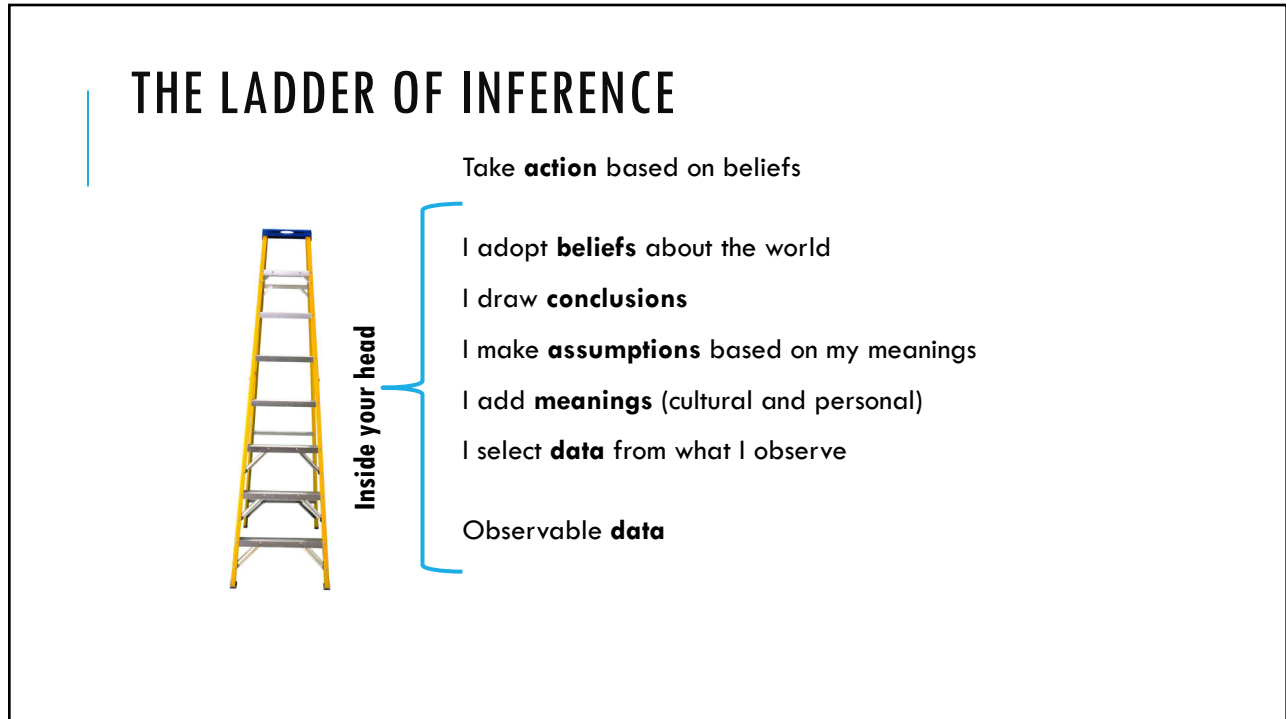 THE LADDER OF INFERENCE
Take action based on beliefs
Inside your head
I adopt beliefs about the world
I draw conclusions
I make assumptions based on my meanings
I add meanings (cultural and personal)
I select data from what I observe
Observable data